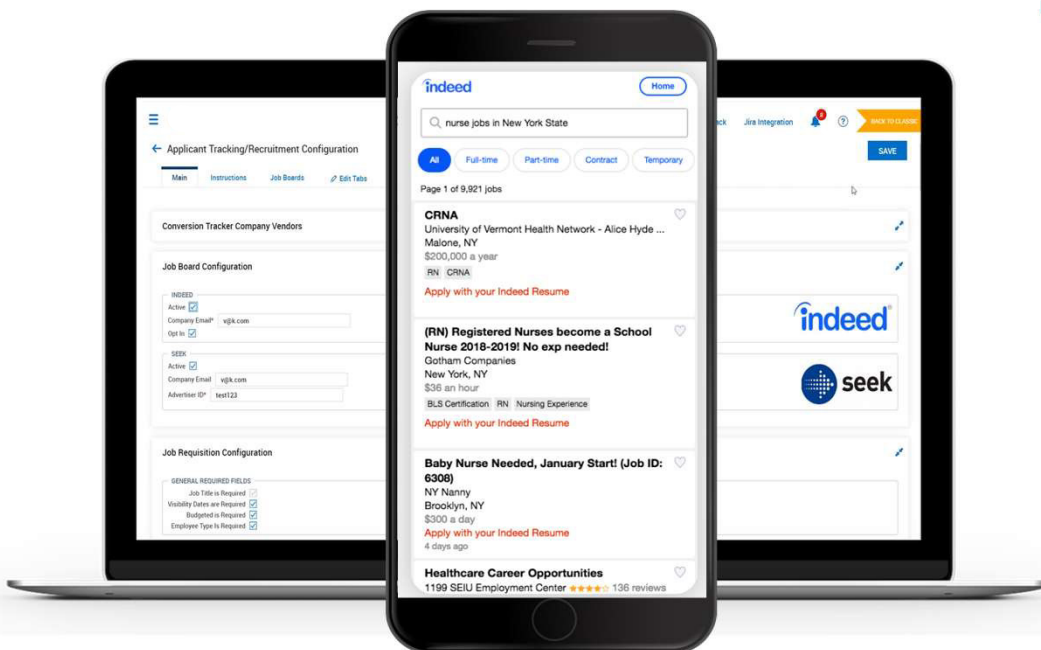 Applicant Tracking/Recruitment Configuration
Main Instructions Job Boards Edit Tabs
Conversion Tracker Company Vendors
Job Board Configuration
INDEED
Active
Company Email* v@k.com
Opt In
SEEK
Active
Company Email v@k.com
Advertiser ID* test123
Job Requisition Configuration
GENERAL REQUIRED FIELDS
Job Title is Required
Visibility Dates are Required
Budgeted is Required
Employee Type Is Required
indeed
Home
nurse jobs in New York State
All Full-time Part-time Contract Temporary
Page 1 of 9,921 jobs
CRNA
University of Vermont Health Network - Alice Hyde ...
Malone, NY
$200,000 a year
RN CRNA
Apply with your Indeed Resume
(RN) Registered Nurses become a School
Nurse 2018-2019! No exp needed!
Gotham Companies
New York, NY
$36 an hour
BLS Certification RN Nursing Experience
Apply with your Indeed Resume
Baby Nurse Needed, January Start! (Job ID:
6308)
NY Nanny
Brooklyn, NY
$300 a day
Apply with your Indeed Resume
4 days ago
Healthcare Career Opportunities
1199 SEIU Employment Center 136 reviews
Jira Integration ? BACK TO CLASSIC
SAVE
indeed
seek